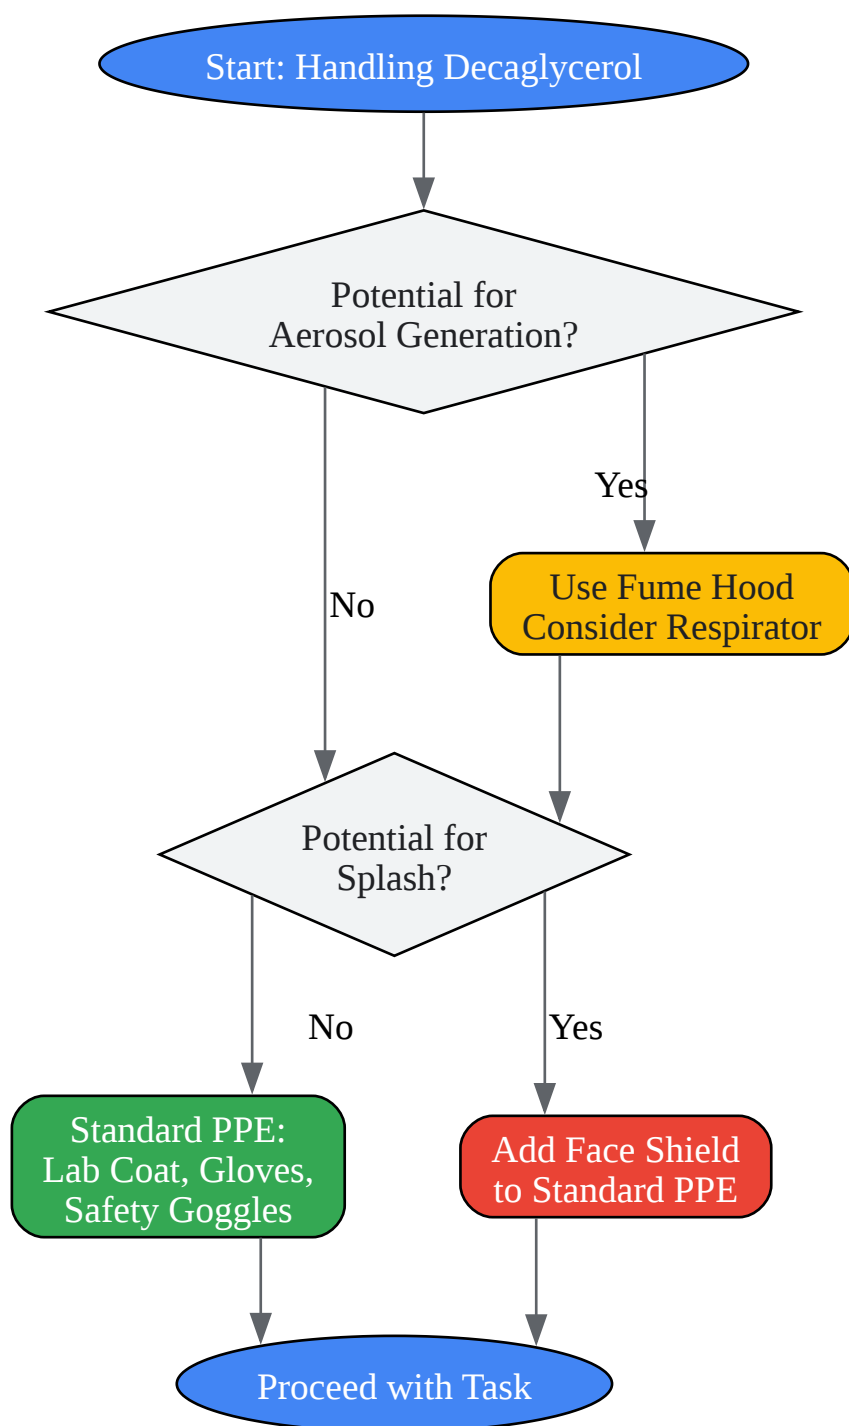 Start: Handling Decaglycerol
Potential for
Aerosol Generation?
Yes
No
Use Fume Hood
Consider Respirator
Potential for
Splash?
No
Yes
Standard PPE:
Lab Coat, Gloves,
Safety Goggles
Add Face Shield
to Standard PPE
Proceed with Task